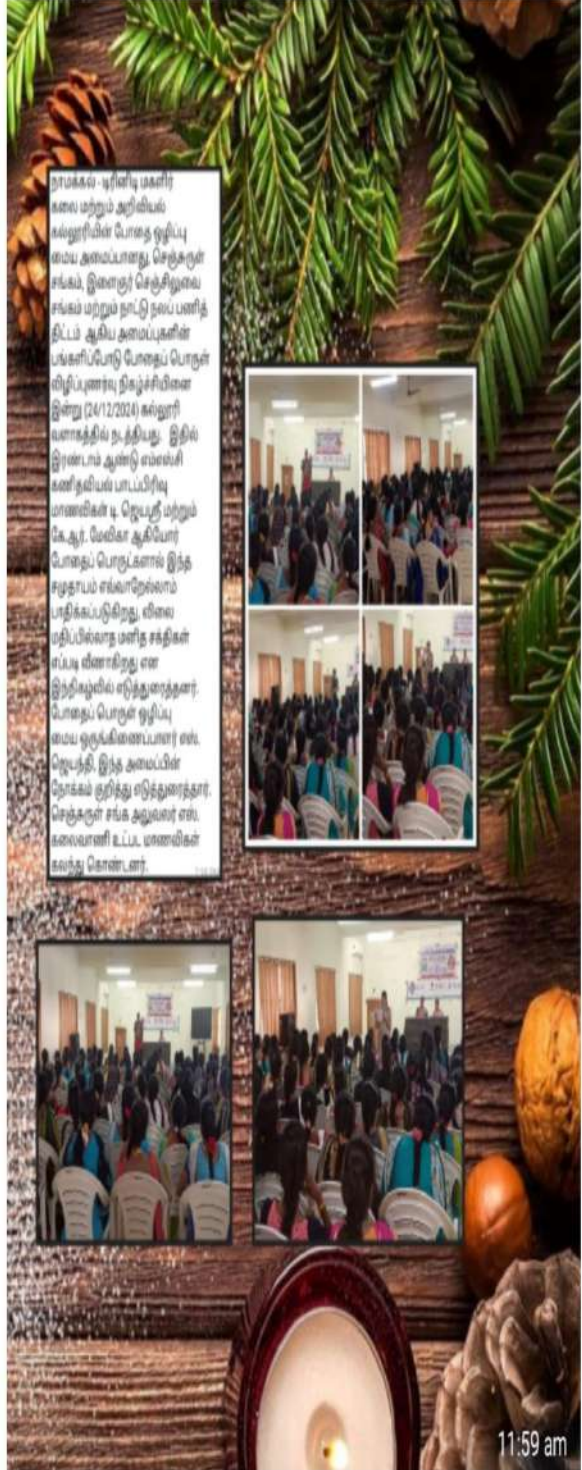 நாமக்கல் - டிரினிடி மகளிர்
கலை மற்றும் அறிவியல்
கல்லூரியின் போதை ஒழிப்பு
மைய அமைப்பானது, செஞ்சுருள்
சங்கம், இளைஞர் செஞ்சிலுவை
சங்கம் மற்றும் நாட்டு நலப் பணித்
திட்டம் ஆகிய அமைப்புகளின்
பங்களிப்போடு போதைப் பொருள்
விழிப்புணர்வு நிகழ்ச்சியினை
இன்று (24/12/2024) கல்லூரி
வளாகத்தில் நடத்தியது. இதில்
இரண்டாம் ஆண்டு எம்எஸ்சி
கணிதவியல் பாடப்பிரிவு
மாணவிகள் டி. ஜெயஸ்ரீ மற்றும்
கே.ஆர். மேவிகா ஆகியோர்
போதைப் பொருட்களால் இந்த
சமுதாயம் எவ்வாறேல்லாம்
பாதிக்கப்படுகிறது, விலை
மதிப்பில்லாத மனித சக்திகள்
எப்படி வீணாகிறது என
இந்நிகழ்வில் எடுத்துரைத்தனர்.
போதைப் பொருள் ஒழிப்பு
மைய ஒருங்கிணைப்பாளர் எஸ்.
ஜெயந்தி, இந்த அமைப்பின்
நோக்கம் குறித்து எடுத்துரைத்தார்.
செஞ்சுருள் சங்க அலுவலர் எஸ்.
கலைவாணி உட்பட மாணவிகள்
கலந்து கொண்டனர்.
11:59 am